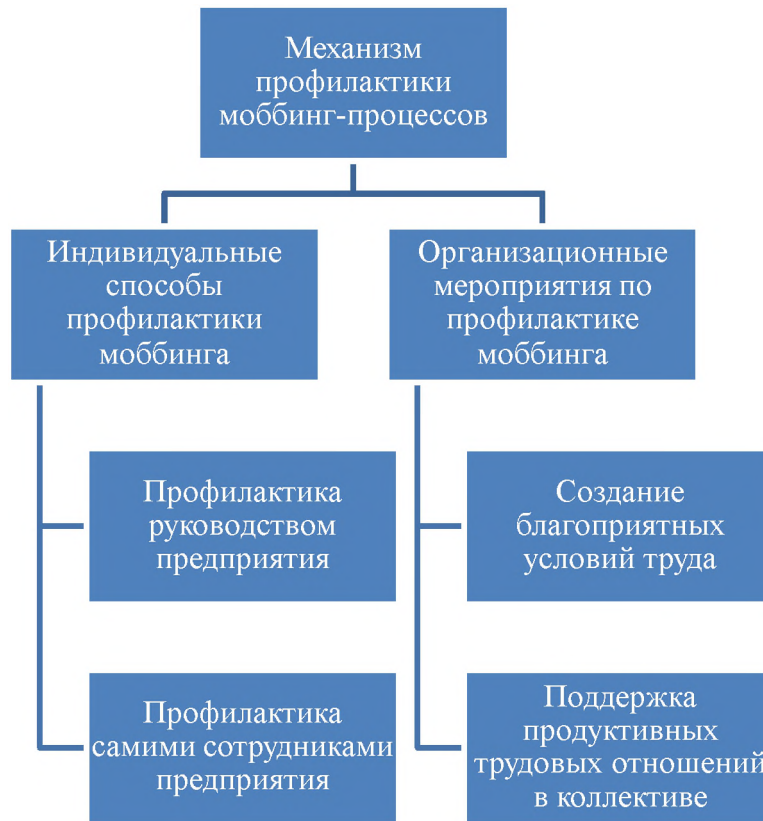 Механизм
профилактики
моббинг-процессов
Индивидуальные
способы
профилактики
моббинга
Организационные
мероприятия по
профилактике
моббинга
Профилактика
руководством
предприятия
Создание
благоприятных
условий труда
Профилактика
самими сотрудниками
предприятия
Поддержка
продуктивных
трудовых отношений
в коллективе